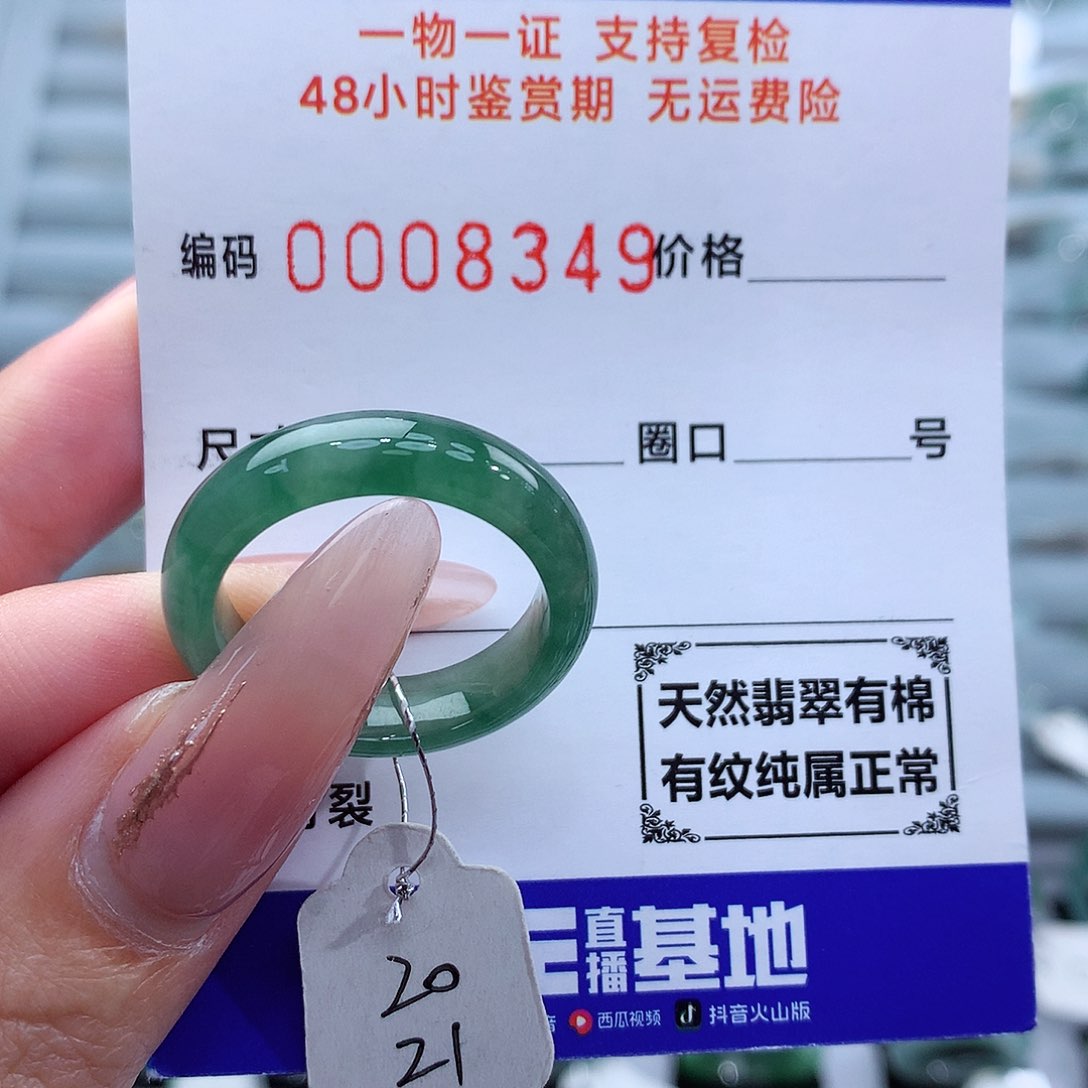 一物一证 支持复检
48小时鉴赏期 无运费险
编码 0008349 价格
尺 圈口 号
天然翡翠有棉
有纹纯属正常
裂
直播基地
西瓜视频 抖音火山版
20
21